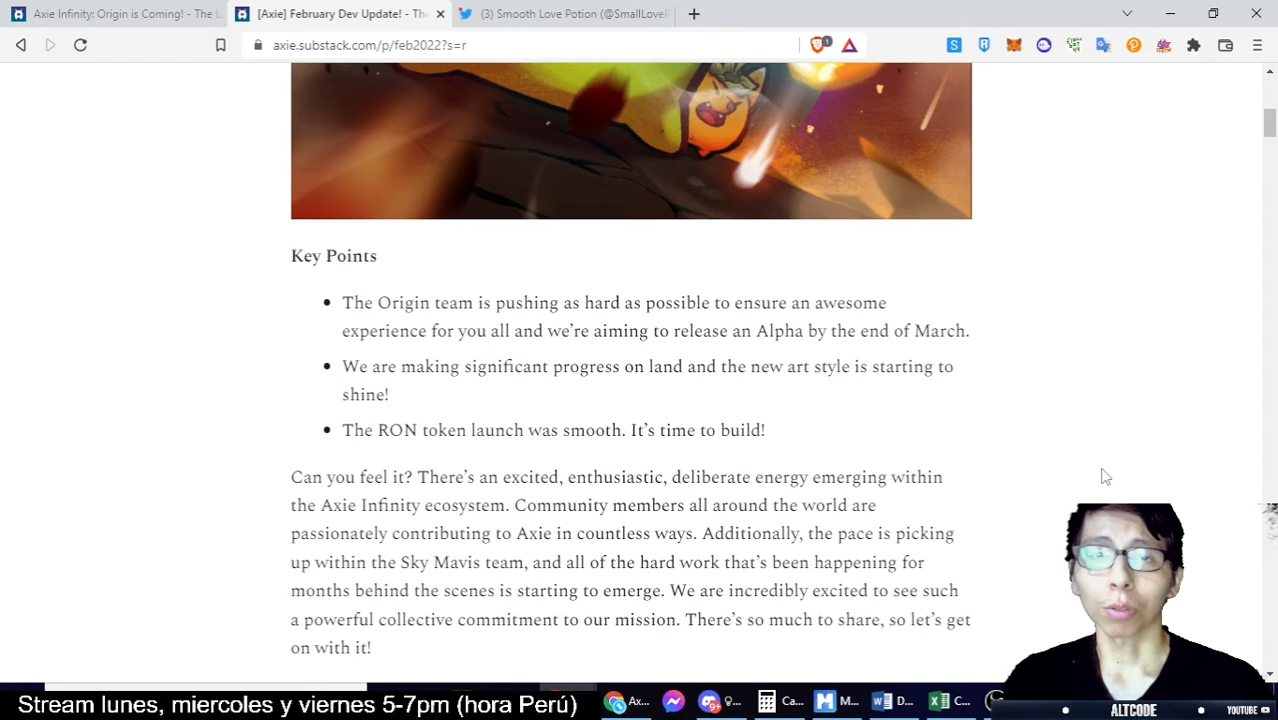 Axie Infinity: Origin is Coming! - The L
[Axie] February Dev Update! - The
(3) Smooth Love Potion (@SmallLoveP
axie.substack.com/p/feb2022?s=r
1
Key Points
The Origin team is pushing as hard as possible to ensure an awesome
experience for you all and we're aiming to release an Alpha by the end of March.
We are making significant progress on land and the new art style is starting to
shine!
The RON token launch was smooth. It's time to build!
Can you feel it? There's an excited, enthusiastic, deliberate energy emerging within
the Axie Infinity ecosystem. Community members all around the world are
passionately contributing to Axie in countless ways. Additionally, the pace is picking
up within the Sky Mavis team, and all of the hard work that's been happening for
months behind the scenes is starting to emerge. We are incredibly excited to see such
a powerful collective commitment to our mission. There's so much to share, so let's get
on with it!
Stream lunes, miercoles y viernes 5-7pm (hora Perú)
Ax...
Ca...
M...
D...
C...
ALTCODE
YOUTUBE